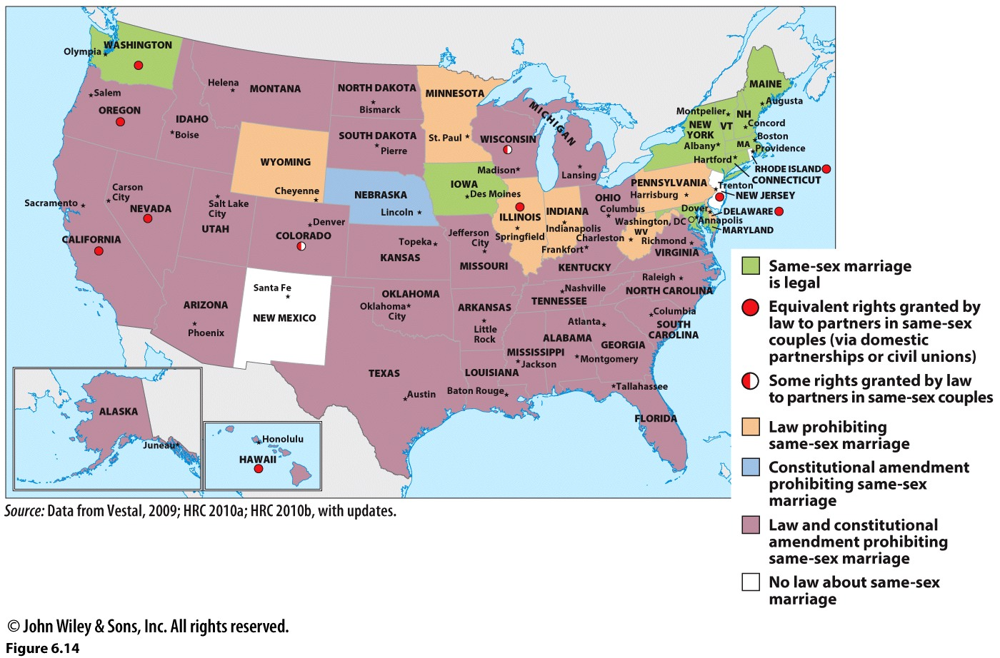 WASHINGTON
Olympia
Salem
OREGON
IDAHO
Boise
Helena
MONTANA
NORTH DAKOTA
Bismarck
SOUTH DAKOTA
Pierre
MINNESOTA
St. Paul
WISCONSIN
Madison
MICHIGAN
Lansing
WYOMING
Cheyenne
NEBRASKA
Lincoln
IOWA
Des Moines
ILLINOIS
Springfield
INDIANA
Indianapolis
OHIO
Columbus
PENNSYLVANIA
Harrisburg
MAINE
Augusta
Montpelier
NH
VT
Concord
NEW
YORK
Albany
Boston
MA
Providence
Hartford
RHODE ISLAND
CONNECTICUT
Trenton
NEW JERSEY
Dover
DELAWARE
Washington, DC
Annapolis
MARYLAND
WV
Charleston
Richmond
VIRGINIA
Frankfort
KENTUCKY
Carson
City
Sacramento
NEVADA
CALIFORNIA
Salt Lake
City
UTAH
Denver
COLORADO
Topeka
KANSAS
Jefferson
City
MISSOURI
Santa Fe
NEW MEXICO
ARIZONA
Phoenix
OKLAHOMA
Oklahoma
City
ARKANSAS
Little
Rock
Nashville
TENNESSEE
Raleigh
NORTH CAROLINA
Columbia
SOUTH
CAROLINA
Atlanta
ALABAMA
GEORGIA
Montgomery
MISSISSIPPI
Jackson
TEXAS
Austin
LOUISIANA
Baton Rouge
Tallahassee
FLORIDA
ALASKA
Juneau
Honolulu
HAWAII
Same-sex marriage
is legal
Equivalent rights granted by
law to partners in same-sex
couples (via domestic
partnerships or civil unions)
Some rights granted by law
to partners in same-sex couples
Law prohibiting
same-sex marriage
Constitutional amendment
prohibiting same-sex
marriage
Law and constitutional
amendment prohibiting
same-sex marriage
No law about same-sex
marriage
Source: Data from Vestal, 2009; HRC 2010a; HRC 2010b, with updates.
© John Wiley & Sons, Inc. All rights reserved.
Figure 6.14